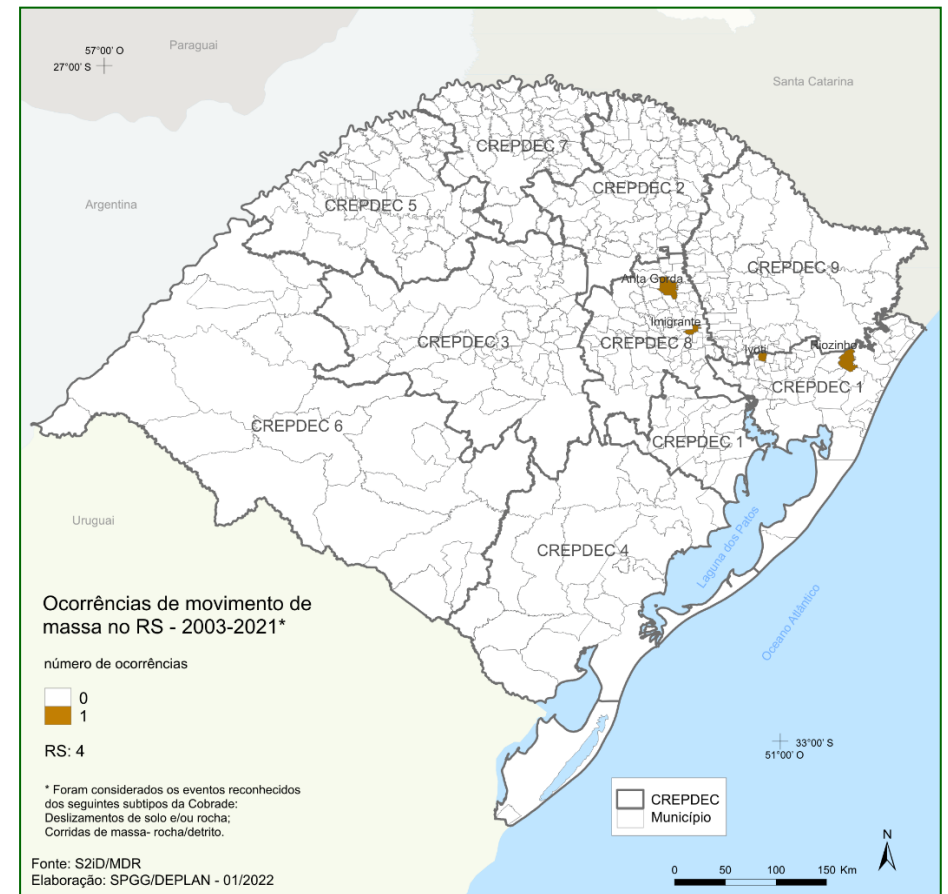 Paraguai
57°00' O
27°00' S
Santa Catarina
CREPDEC 7
CREPDEC 2
Argentina
CREPDEC 5
CREPDEC 9
Anta Gorda
Imigrante
CREPDEC 3
CREPDEC 8
Ivoti
Riozinho
CREPDEC 1
CREPDEC 6
CREPDEC 1
Uruguai
Laguna dos Patos
CREPDEC 4
Oceano Atlântico
Ocorrências de movimento de
massa no RS - 2003-2021*
número de ocorrências
0
1
RS: 4
33°00' S
51°00' O
* Foram considerados os eventos reconhecidos
dos seguintes subtipos da Cobrade:
Deslizamentos de solo e/ou rocha;
Corridas de massa- rocha/detrito.
CREPDEC
Município
N
Fonte: S2iD/MDR
Elaboração: SPGG/DEPLAN - 01/2022
0 50 100 150 Km